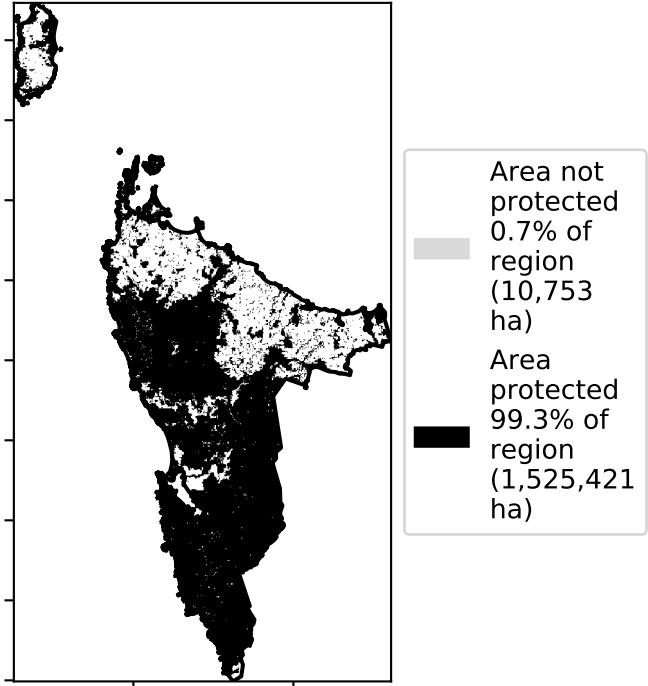 Area not
protected
0.7% of
region
(10,753
ha)
Area
protected
99.3% of
region
(1,525,421
ha)